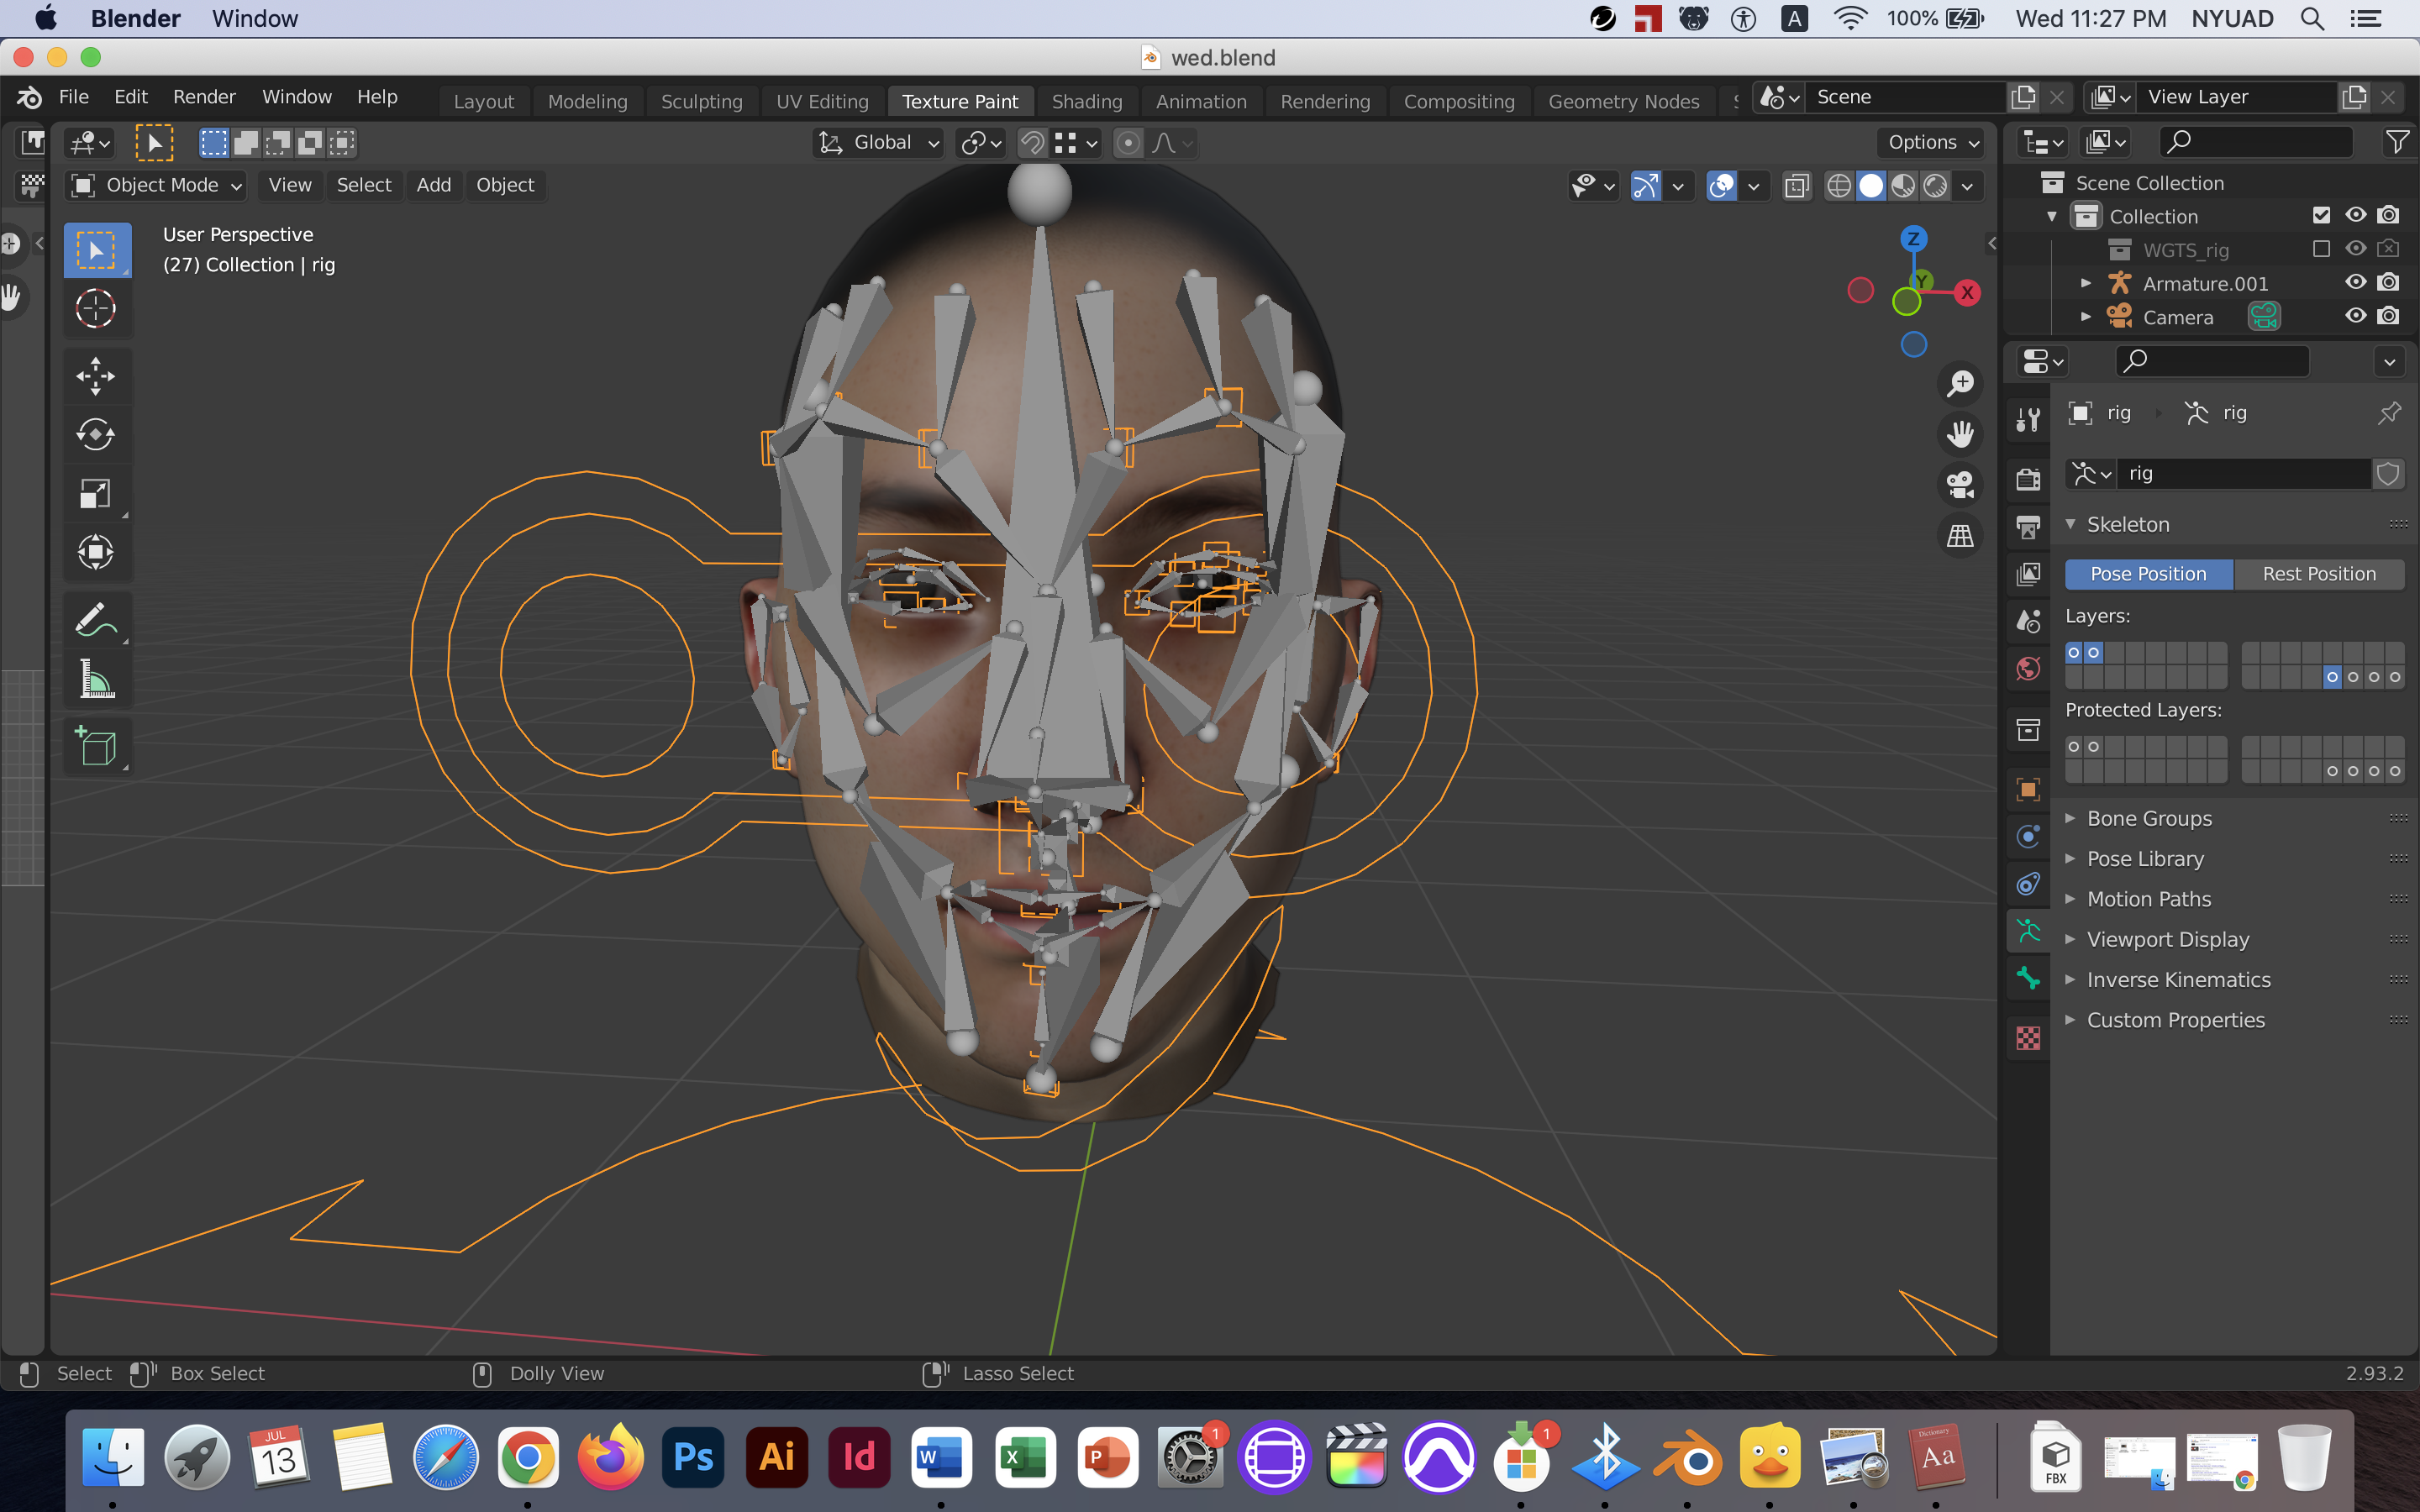 Blender Window
A 100% Wed 11:27 PM NYUAD
wed.blend
File Edit Render Window Help
Layout Modeling Sculpting UV Editing Texture Paint Shading Animation Rendering Compositing Geometry Nodes
Scene
View Layer
Global
Options
Object Mode View Select Add Object
User Perspective
(27) Collection | rig
Z
Y
X
Scene Collection
Collection
WGTS_rig
Armature.001
Camera
rig rig
rig
Skeleton
Pose Position Rest Position
Layers:
Protected Layers:
Bone Groups
Pose Library
Motion Paths
Viewport Display
Inverse Kinematics
Custom Properties
Select Box Select Dolly View Lasso Select 2.93.2
JUL
13
Ps
Ai
Id
W
X
P
1
1
Dictionary
Aa
FBX